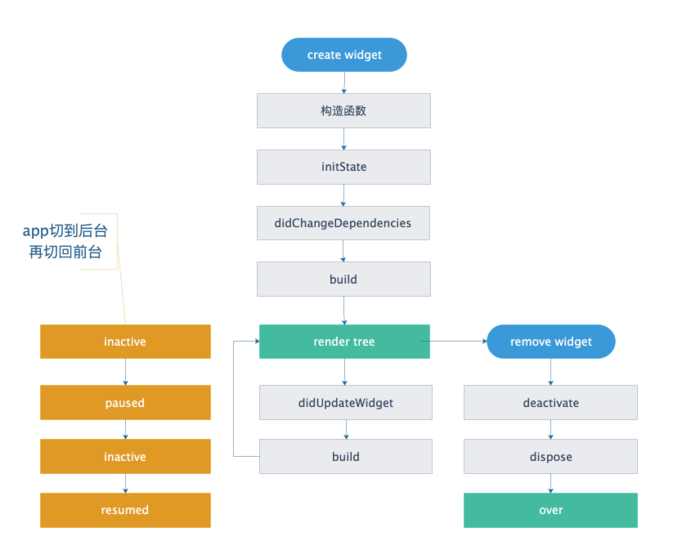 create widget
构造函数
initState
didChangeDependencies
build
app切到后台
再切回前台
inactive
paused
inactive
resumed
render tree
didUpdateWidget
build
remove widget
deactivate
dispose
over